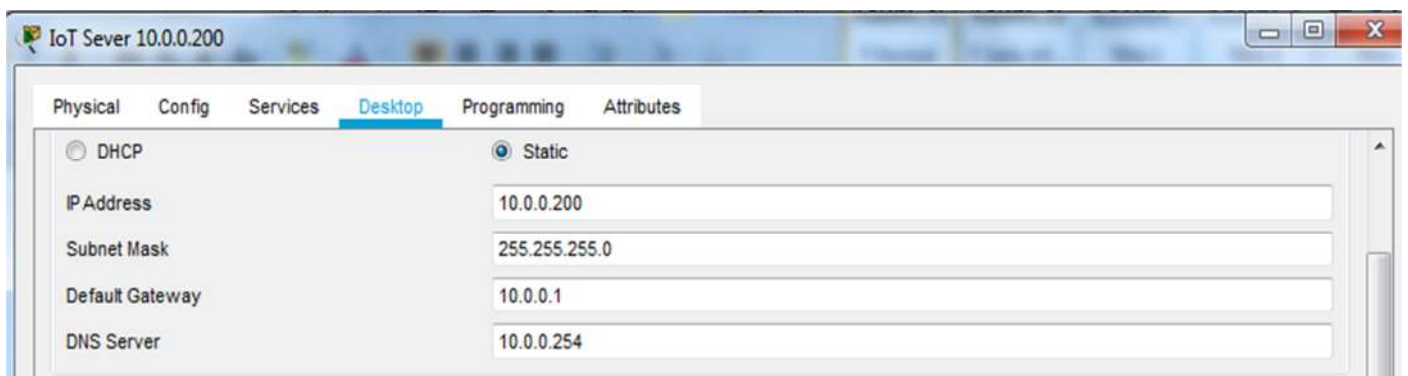 IoT Sever 10.0.0.200
Physical Config Services Desktop Programming Attributes
DHCP Static
IP Address 10.0.0.200
Subnet Mask 255.255.255.0
Default Gateway 10.0.0.1
DNS Server 10.0.0.254